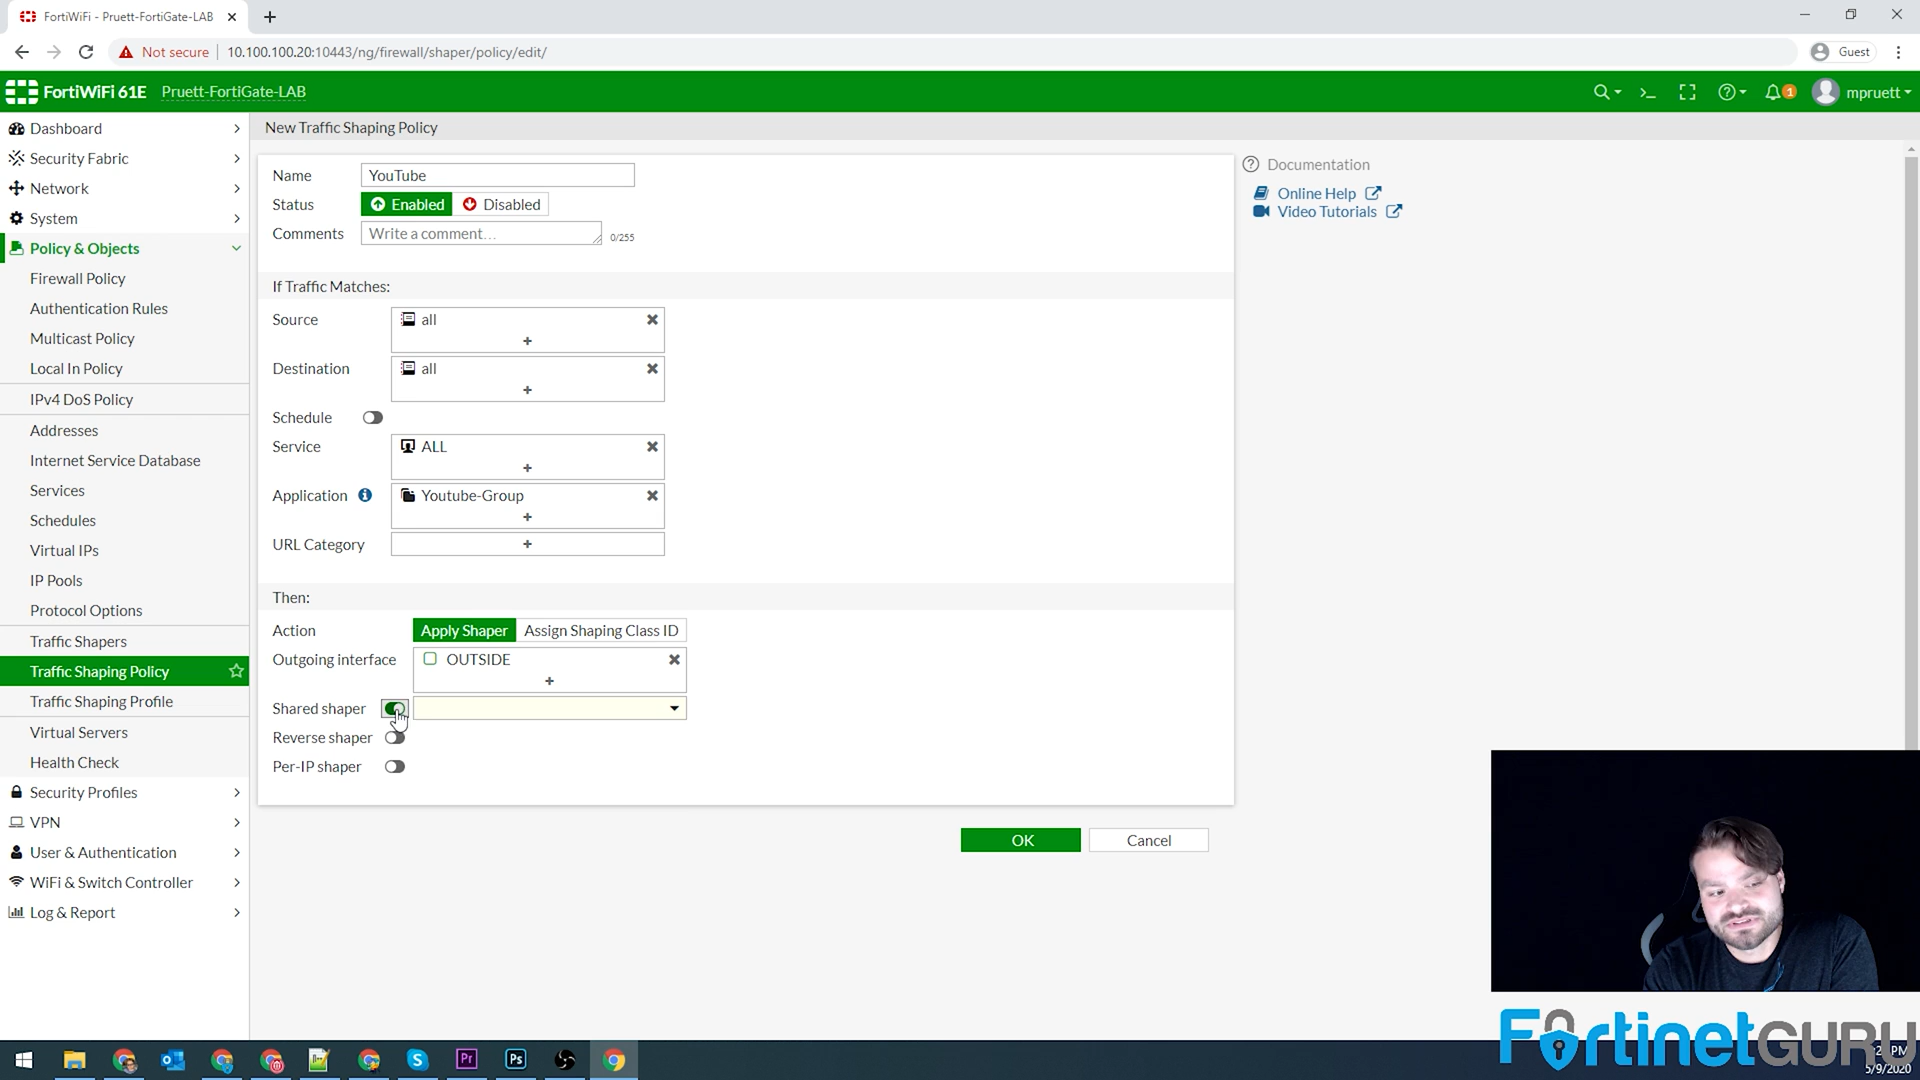 FortiWiFi - Pruett-FortiGate-LAB
Not secure
10.100.100.20:10443/ng/firewall/shaper/policy/edit/
Guest
FortiWiFi 61E
Pruett-FortiGate-LAB
1
mpruett
Dashboard
Security Fabric
Network
System
Policy & Objects
Firewall Policy
Authentication Rules
Multicast Policy
Local In Policy
IPv4 DoS Policy
Addresses
Internet Service Database
Services
Schedules
Virtual IPs
IP Pools
Protocol Options
Traffic Shapers
Traffic Shaping Policy
Traffic Shaping Profile
Virtual Servers
Health Check
Security Profiles
VPN
User & Authentication
WiFi & Switch Controller
Log & Report
New Traffic Shaping Policy
Name YouTube
Status Enabled Disabled
Comments Write a comment... 0/255
If Traffic Matches:
Source all
Destination all
Schedule
Service ALL
Application Youtube-Group
URL Category
Then:
Action Apply Shaper Assign Shaping Class ID
Outgoing interface OUTSIDE
Shared shaper
Reverse shaper
Per-IP shaper
OK Cancel
Documentation
Online Help
Video Tutorials
FortinetGURU
Pr
Ps
PM
5/9/2020